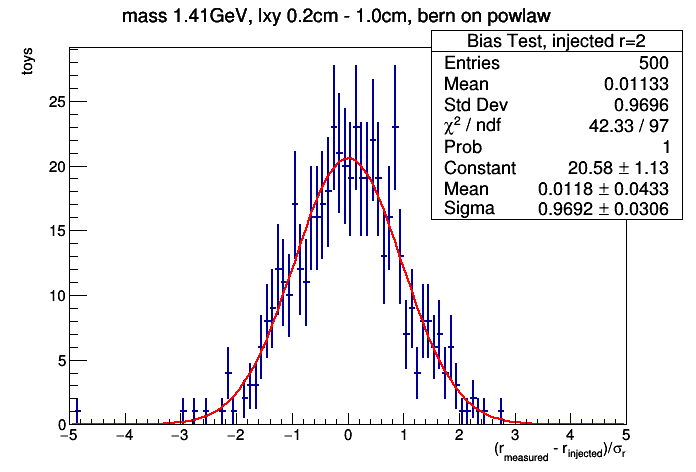 mass 1.41GeV, lxy 0.2cm - 1.0cm, bern on powlaw
toys
Bias Test, injected r=2
Entries 500
Mean 0.01133
Std Dev 0.9696
χ² / ndf 42.33 / 97
Prob 1
Constant 20.58 ± 1.13
Mean 0.0118 ± 0.0433
Sigma 0.9692 ± 0.0306
25
20
15
10
5
0
−5 −4 −3 −2 −1 0 1 2 3 4 5
(r_measured - r_injected)/σ_r